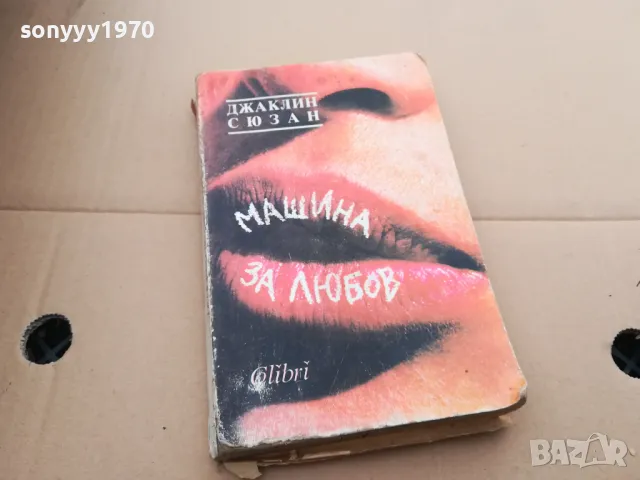 sonyyy1970
ДЖАКЛИН
СЮЗАН
МАШИНА
ЗА ЛЮБОВ
Colibri
BAZAR